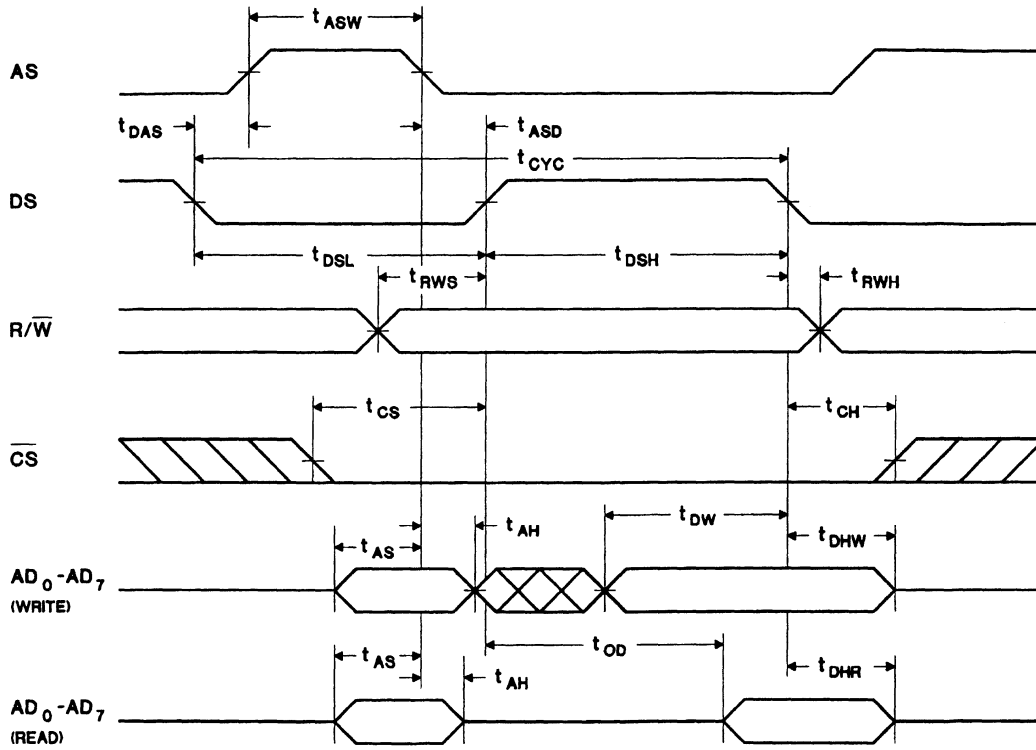 t ASW
AS
t DAS
t ASD
t CYC
DS
t DSL
t DSH
t RWS
t RWH
R/W̅
t CS
t CH
C̅S̅
t DW
t AH
t AS
t DHW
AD 0 -AD 7
(WRITE)
t OD
t AS
t DHR
t AH
AD 0 -AD 7
(READ)